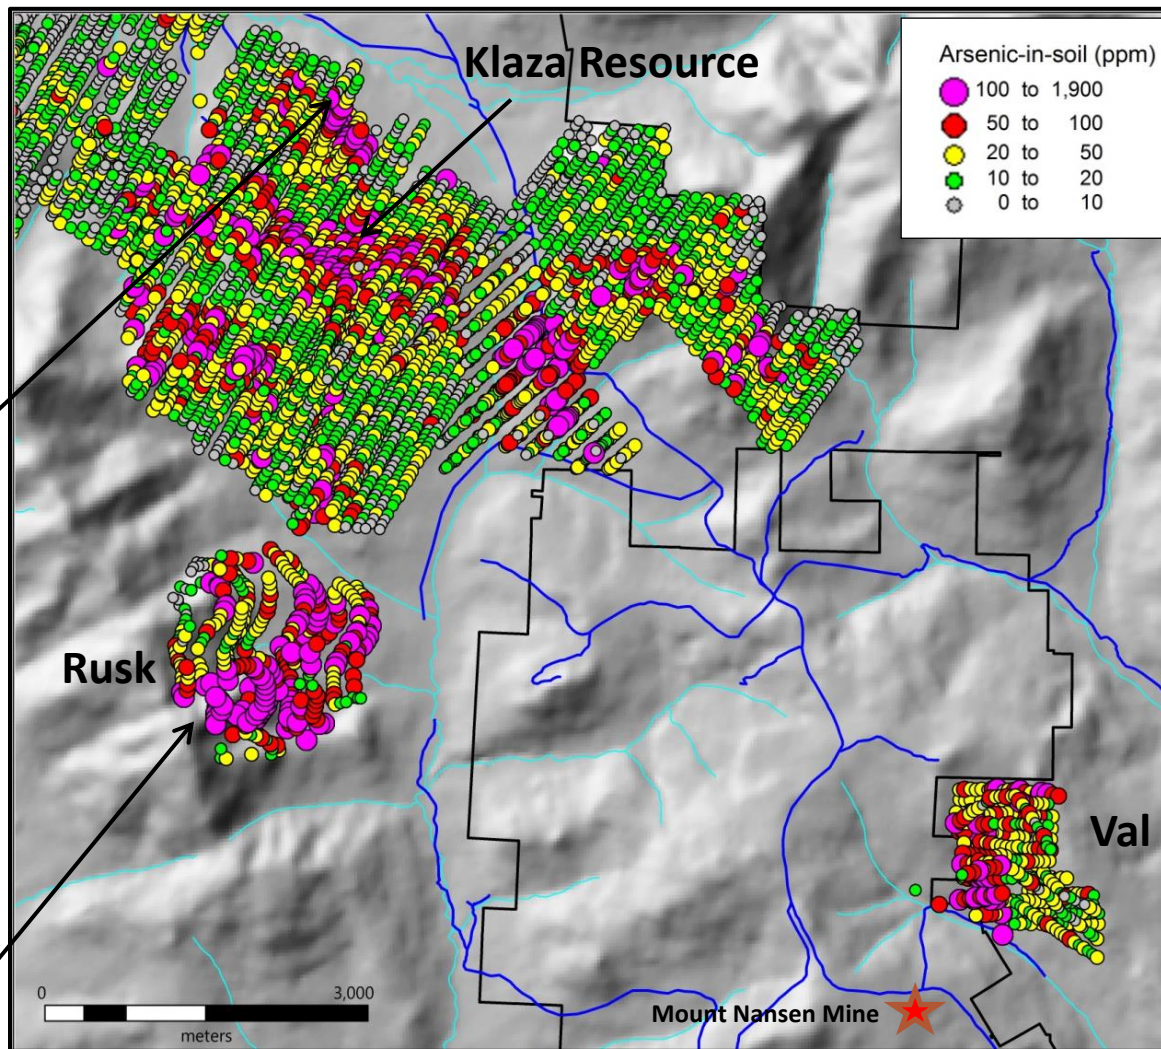 Klaza Resource
Arsenic-in-soil (ppm)
100 to 1,900
50 to 100
20 to 50
10 to 20
0 to 10
Rusk
Val
0 3,000
meters
Mount Nansen Mine